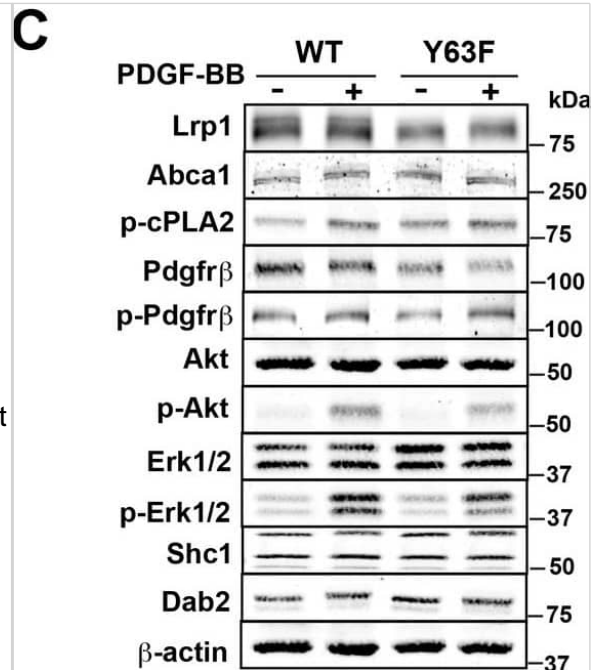 C
WT Y63F
PDGF-BB - + - +
kDa
Lrp1 –75
Abca1 –250
p-cPLA2 –75
Pdgfrβ –100
p-Pdgfrβ –100
Akt –50
p-Akt –50
t
Erk1/2 –37
p-Erk1/2 –37
Shc1 –50
Dab2 –75
β-actin –37